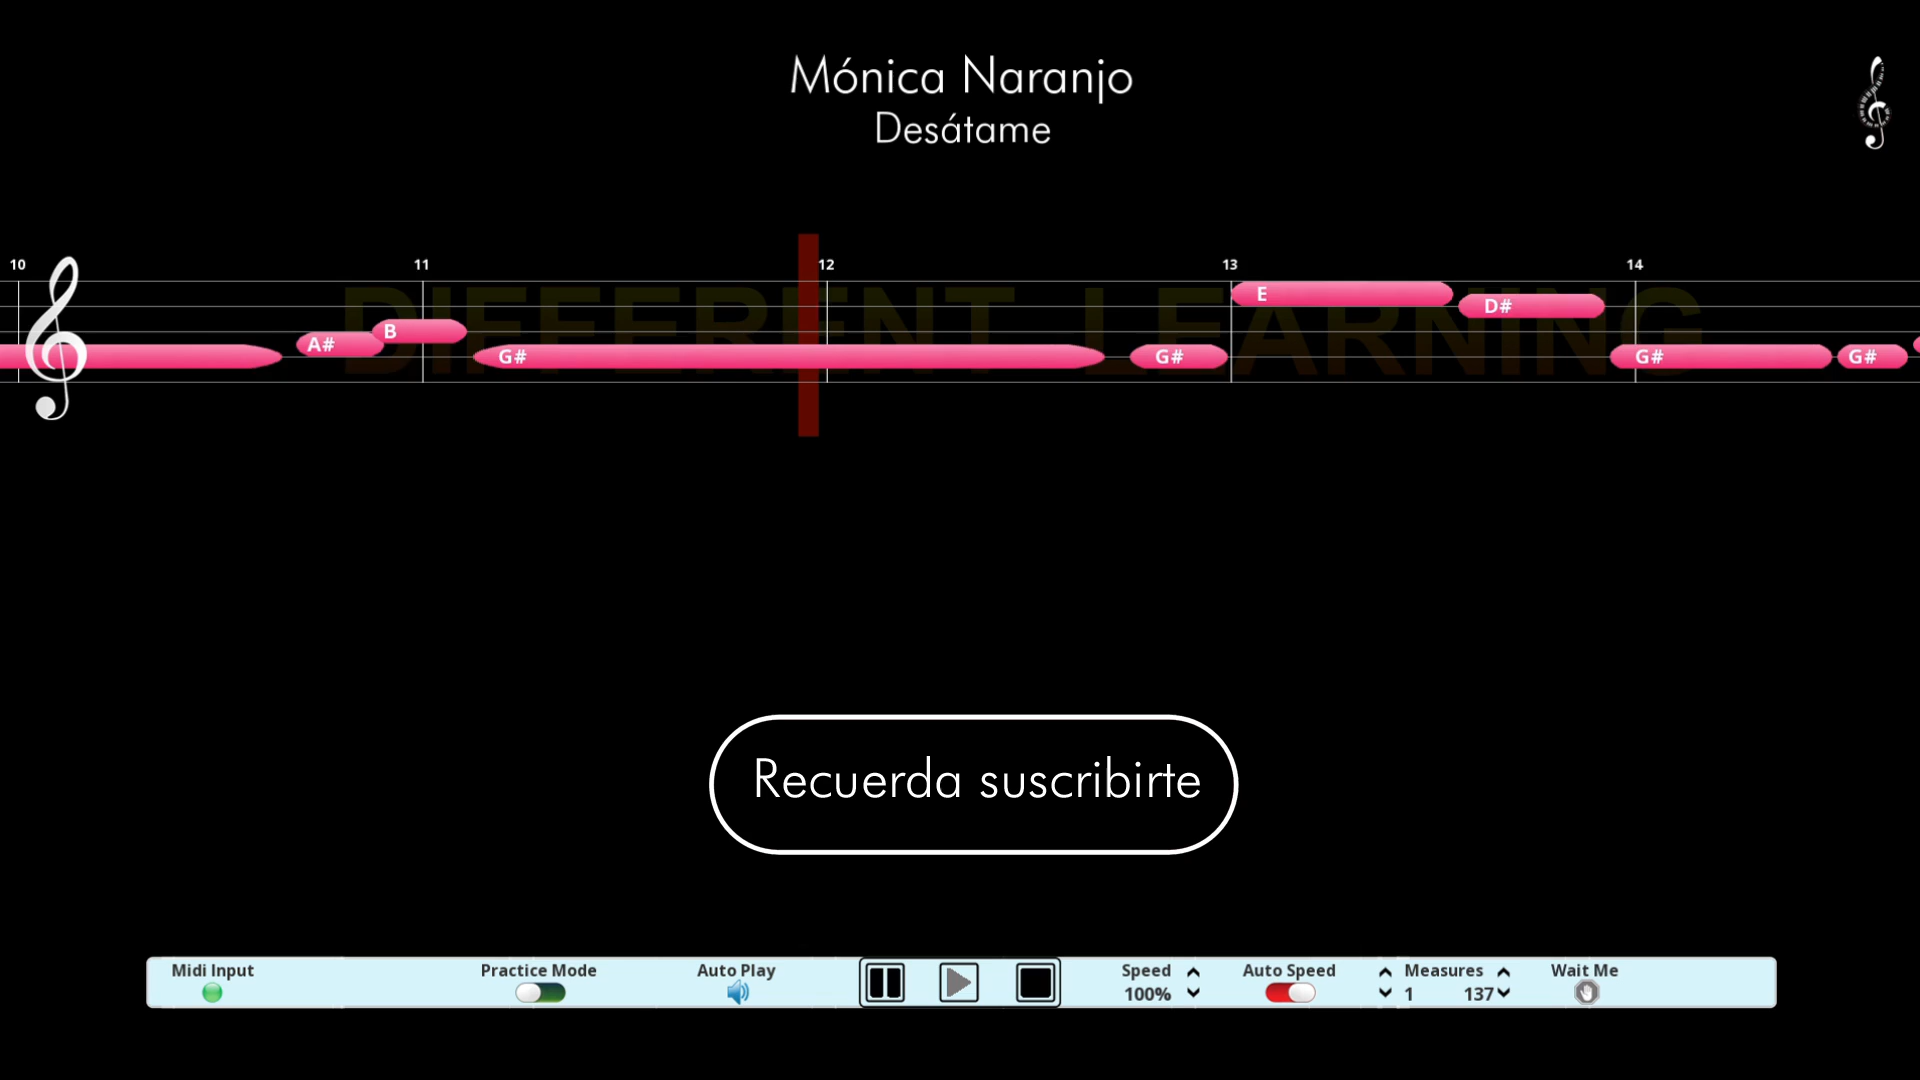 Mónica Naranjo
Desátame
10 11 12 13 14
DIFFERENT LEARNING
E
D#
B
A#
G# G# G# G#
Recuerda suscribirte
Midi Input Practice Mode Auto Play Speed Auto Speed Measures Wait Me
100% 1 137